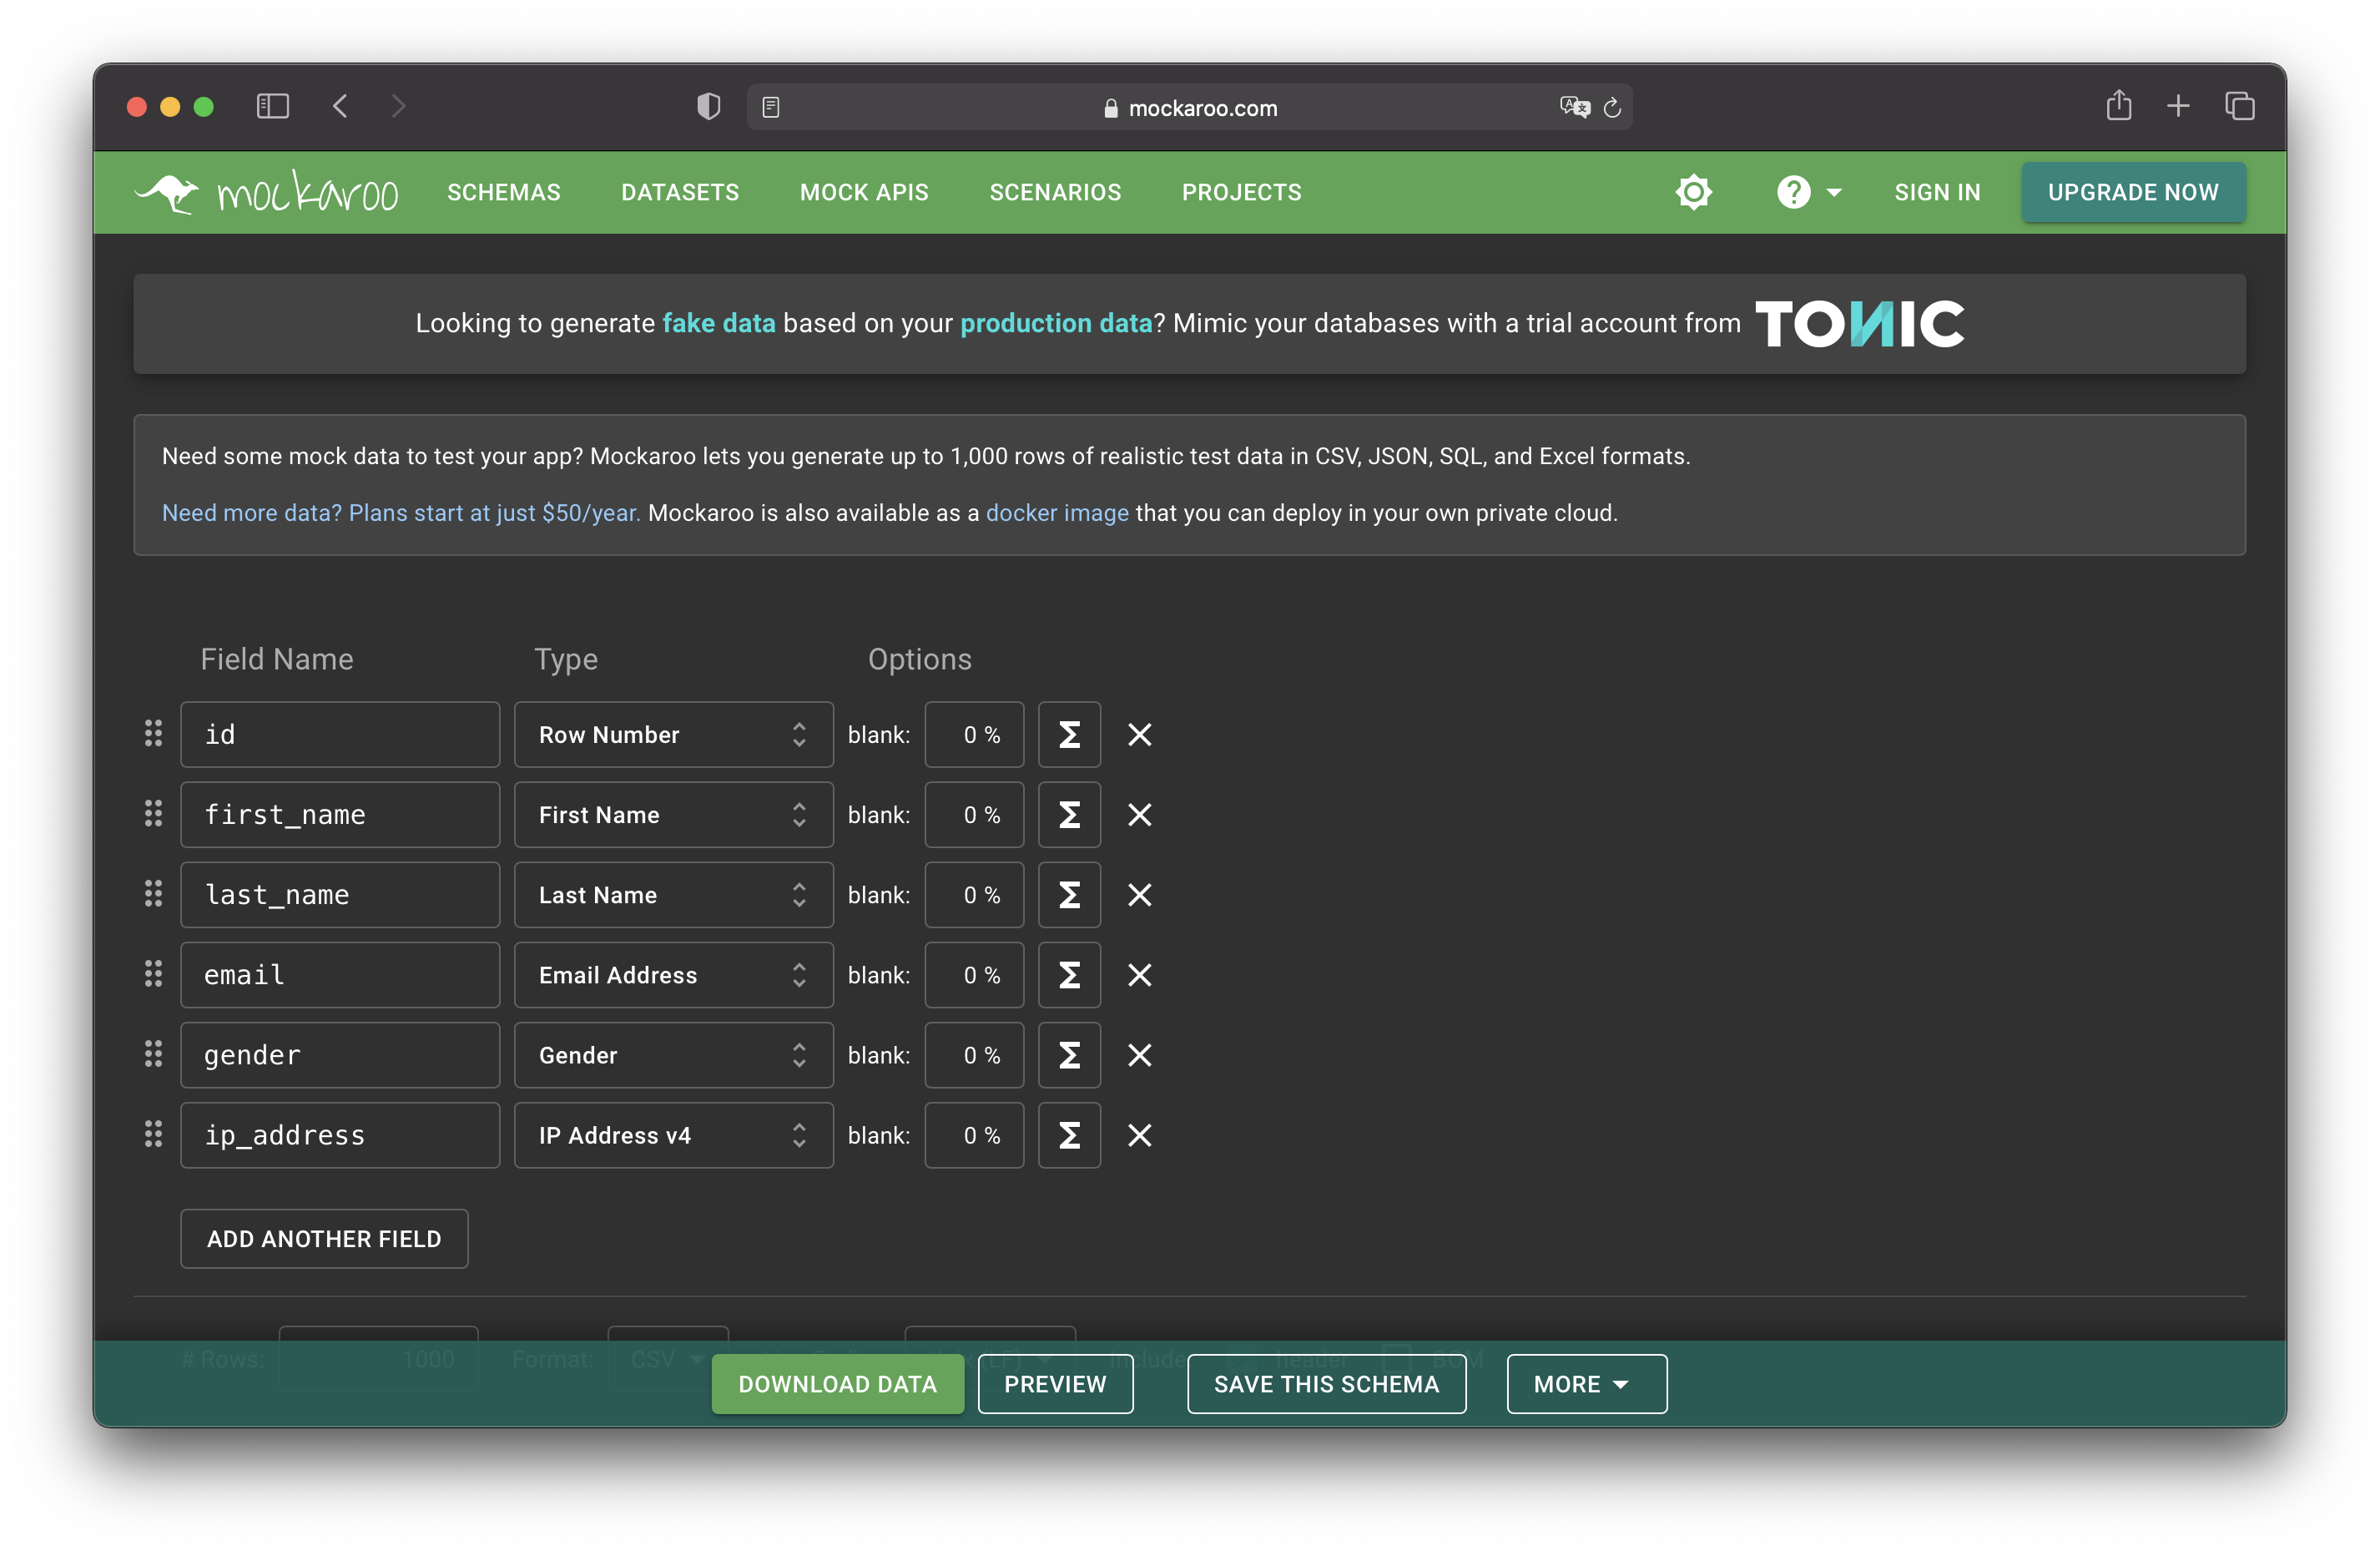 mockaroo.com
mockaroo SCHEMAS DATASETS MOCK APIS SCENARIOS PROJECTS ? SIGN IN UPGRADE NOW
Looking to generate fake data based on your production data? Mimic your databases with a trial account from TONIC
Need some mock data to test your app? Mockaroo lets you generate up to 1,000 rows of realistic test data in CSV, JSON, SQL, and Excel formats.
Need more data? Plans start at just $50/year. Mockaroo is also available as a docker image that you can deploy in your own private cloud.
Field Name Type Options
id Row Number blank: 0 % Σ
first_name First Name blank: 0 % Σ
last_name Last Name blank: 0 % Σ
email Email Address blank: 0 % Σ
gender Gender blank: 0 % Σ
ip_address IP Address v4 blank: 0 % Σ
ADD ANOTHER FIELD
# Rows: 1000 Format: CSV (LF) Include header BOM
DOWNLOAD DATA PREVIEW SAVE THIS SCHEMA MORE